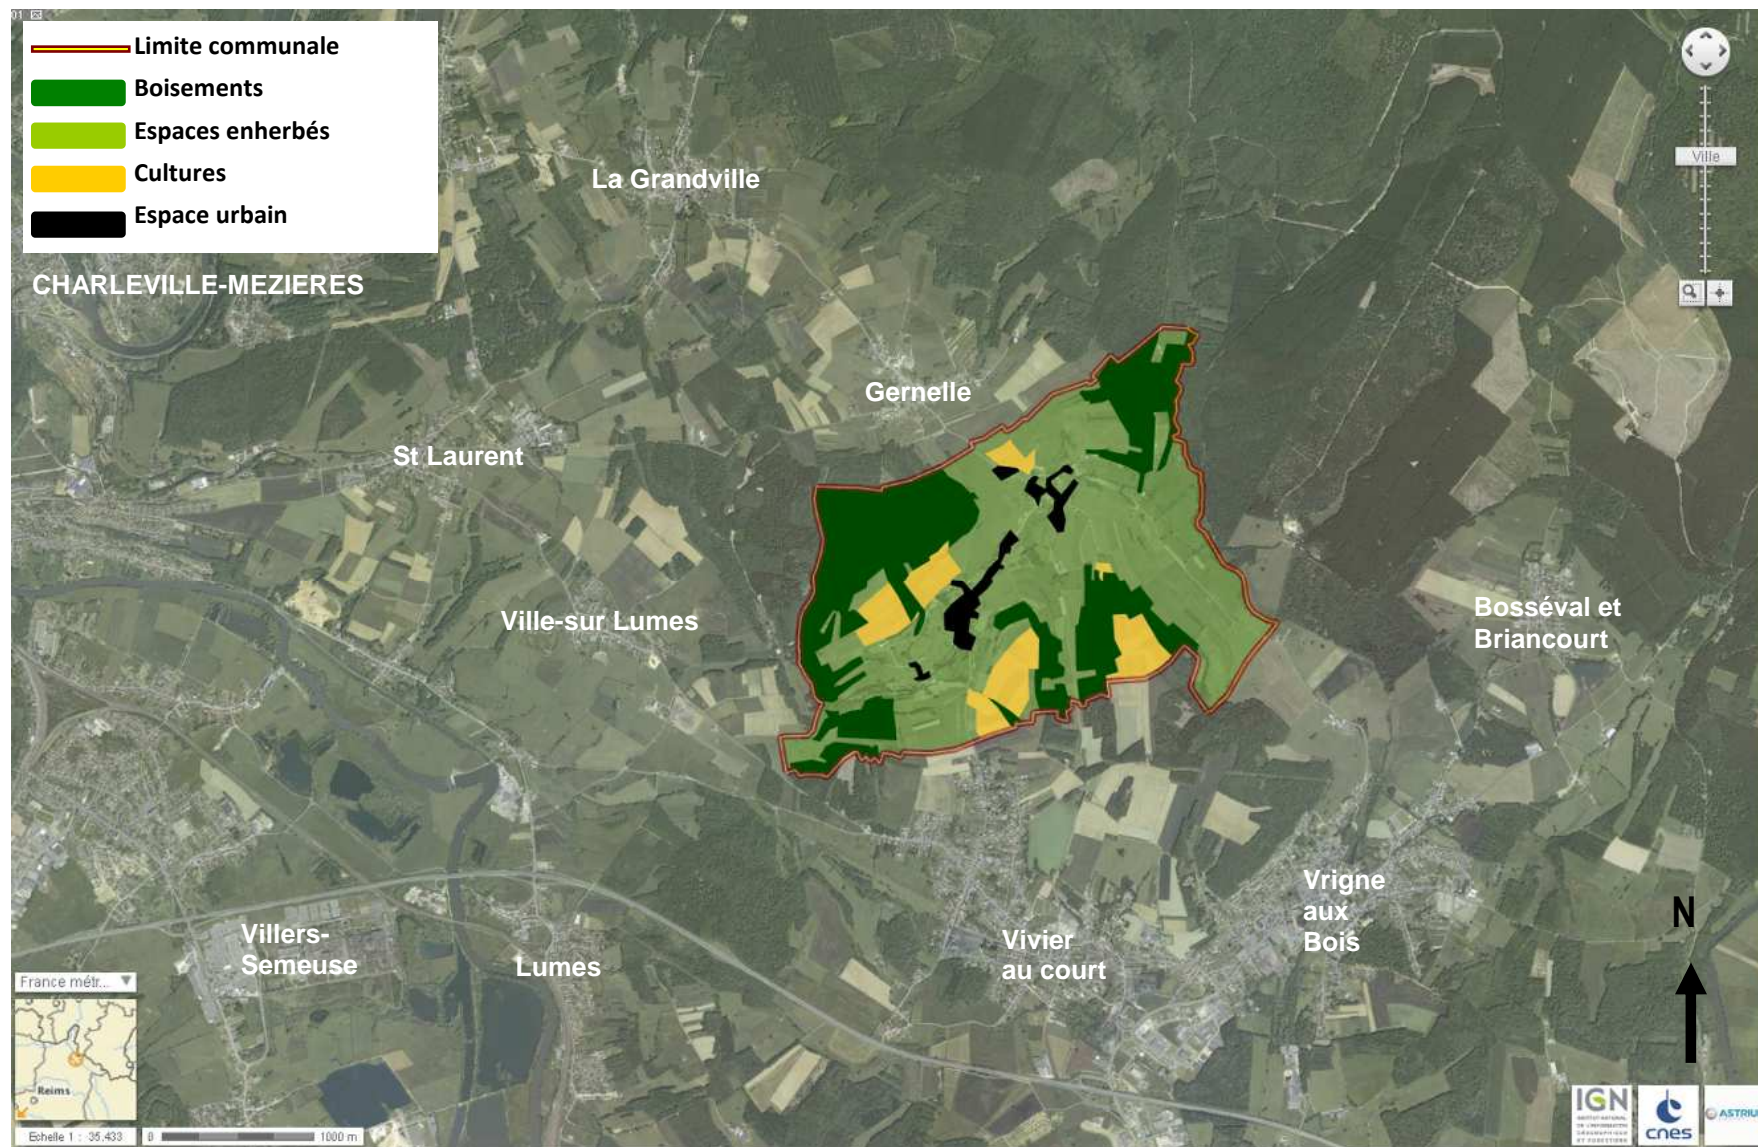 Limite communale
Boisements
Espaces enherbés
Cultures
Espace urbain
CHARLEVILLE-MEZIERES
La Grandville
Ville
Gernelle
St Laurent
Ville-sur Lumes
Bosséval et
Briancourt
Vrigne
aux
Bois
N
Villers-
Semeuse
Lumes
Vivier
au court
France métr...
Reims
Echelle 1 : 35.433
0
1000 m
IGN
cnes
ASTRIU